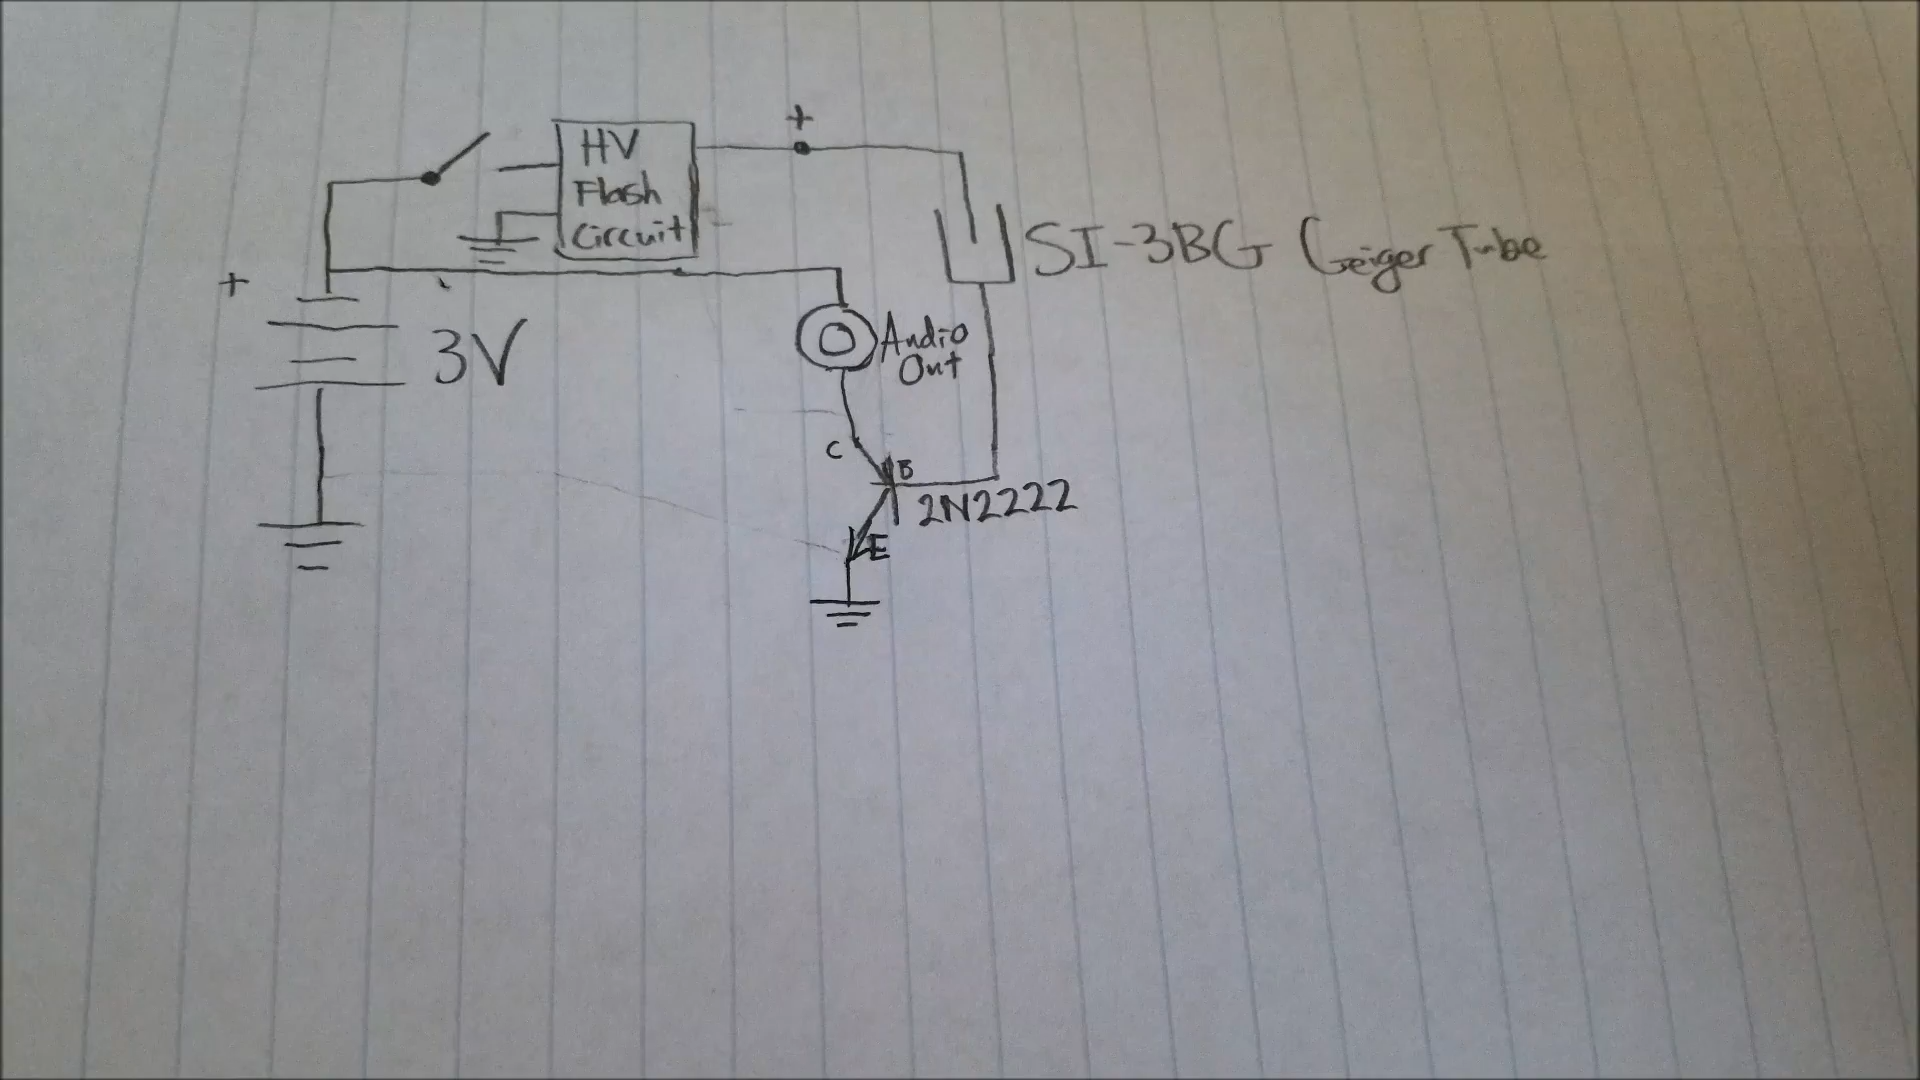 +
HV
Flash
Circuit
SI-3BG Geiger Tube
+
3V
Audio
Out
C
B
2N2222
E